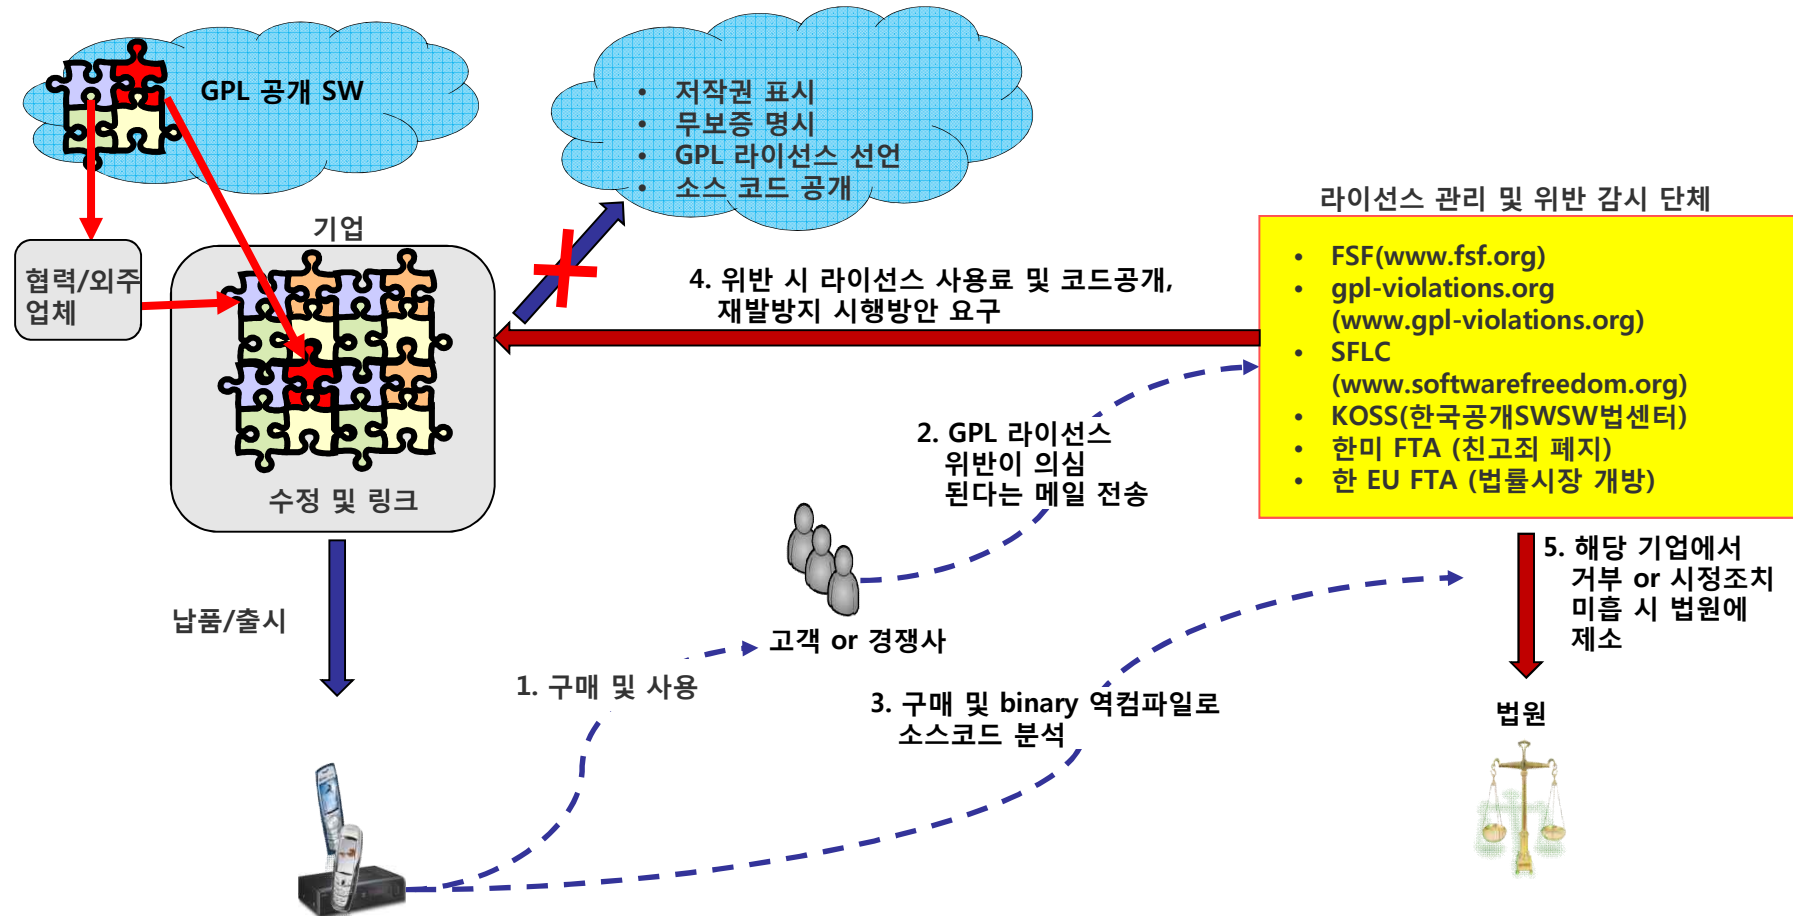 GPL 공개 SW
• 저작권 표시
• 무보증 명시
• GPL 라이선스 선언
• 소스 코드 공개
라이선스 관리 및 위반 감시 단체
• FSF(www.fsf.org)
• gpl-violations.org
(www.gpl-violations.org)
• SFLC
(www.softwarefreedom.org)
• KOSS(한국공개SWSW법센터)
• 한미 FTA (친고죄 폐지)
• 한 EU FTA (법률시장 개방)
기업
협력/외주
업체
수정 및 링크
4. 위반 시 라이선스 사용료 및 코드공개,
재발방지 시행방안 요구
2. GPL 라이선스
위반이 의심
된다는 메일 전송
5. 해당 기업에서
거부 or 시정조치
미흡 시 법원에
제소
납품/출시
고객 or 경쟁사
1. 구매 및 사용
3. 구매 및 binary 역컴파일로
소스코드 분석
법원